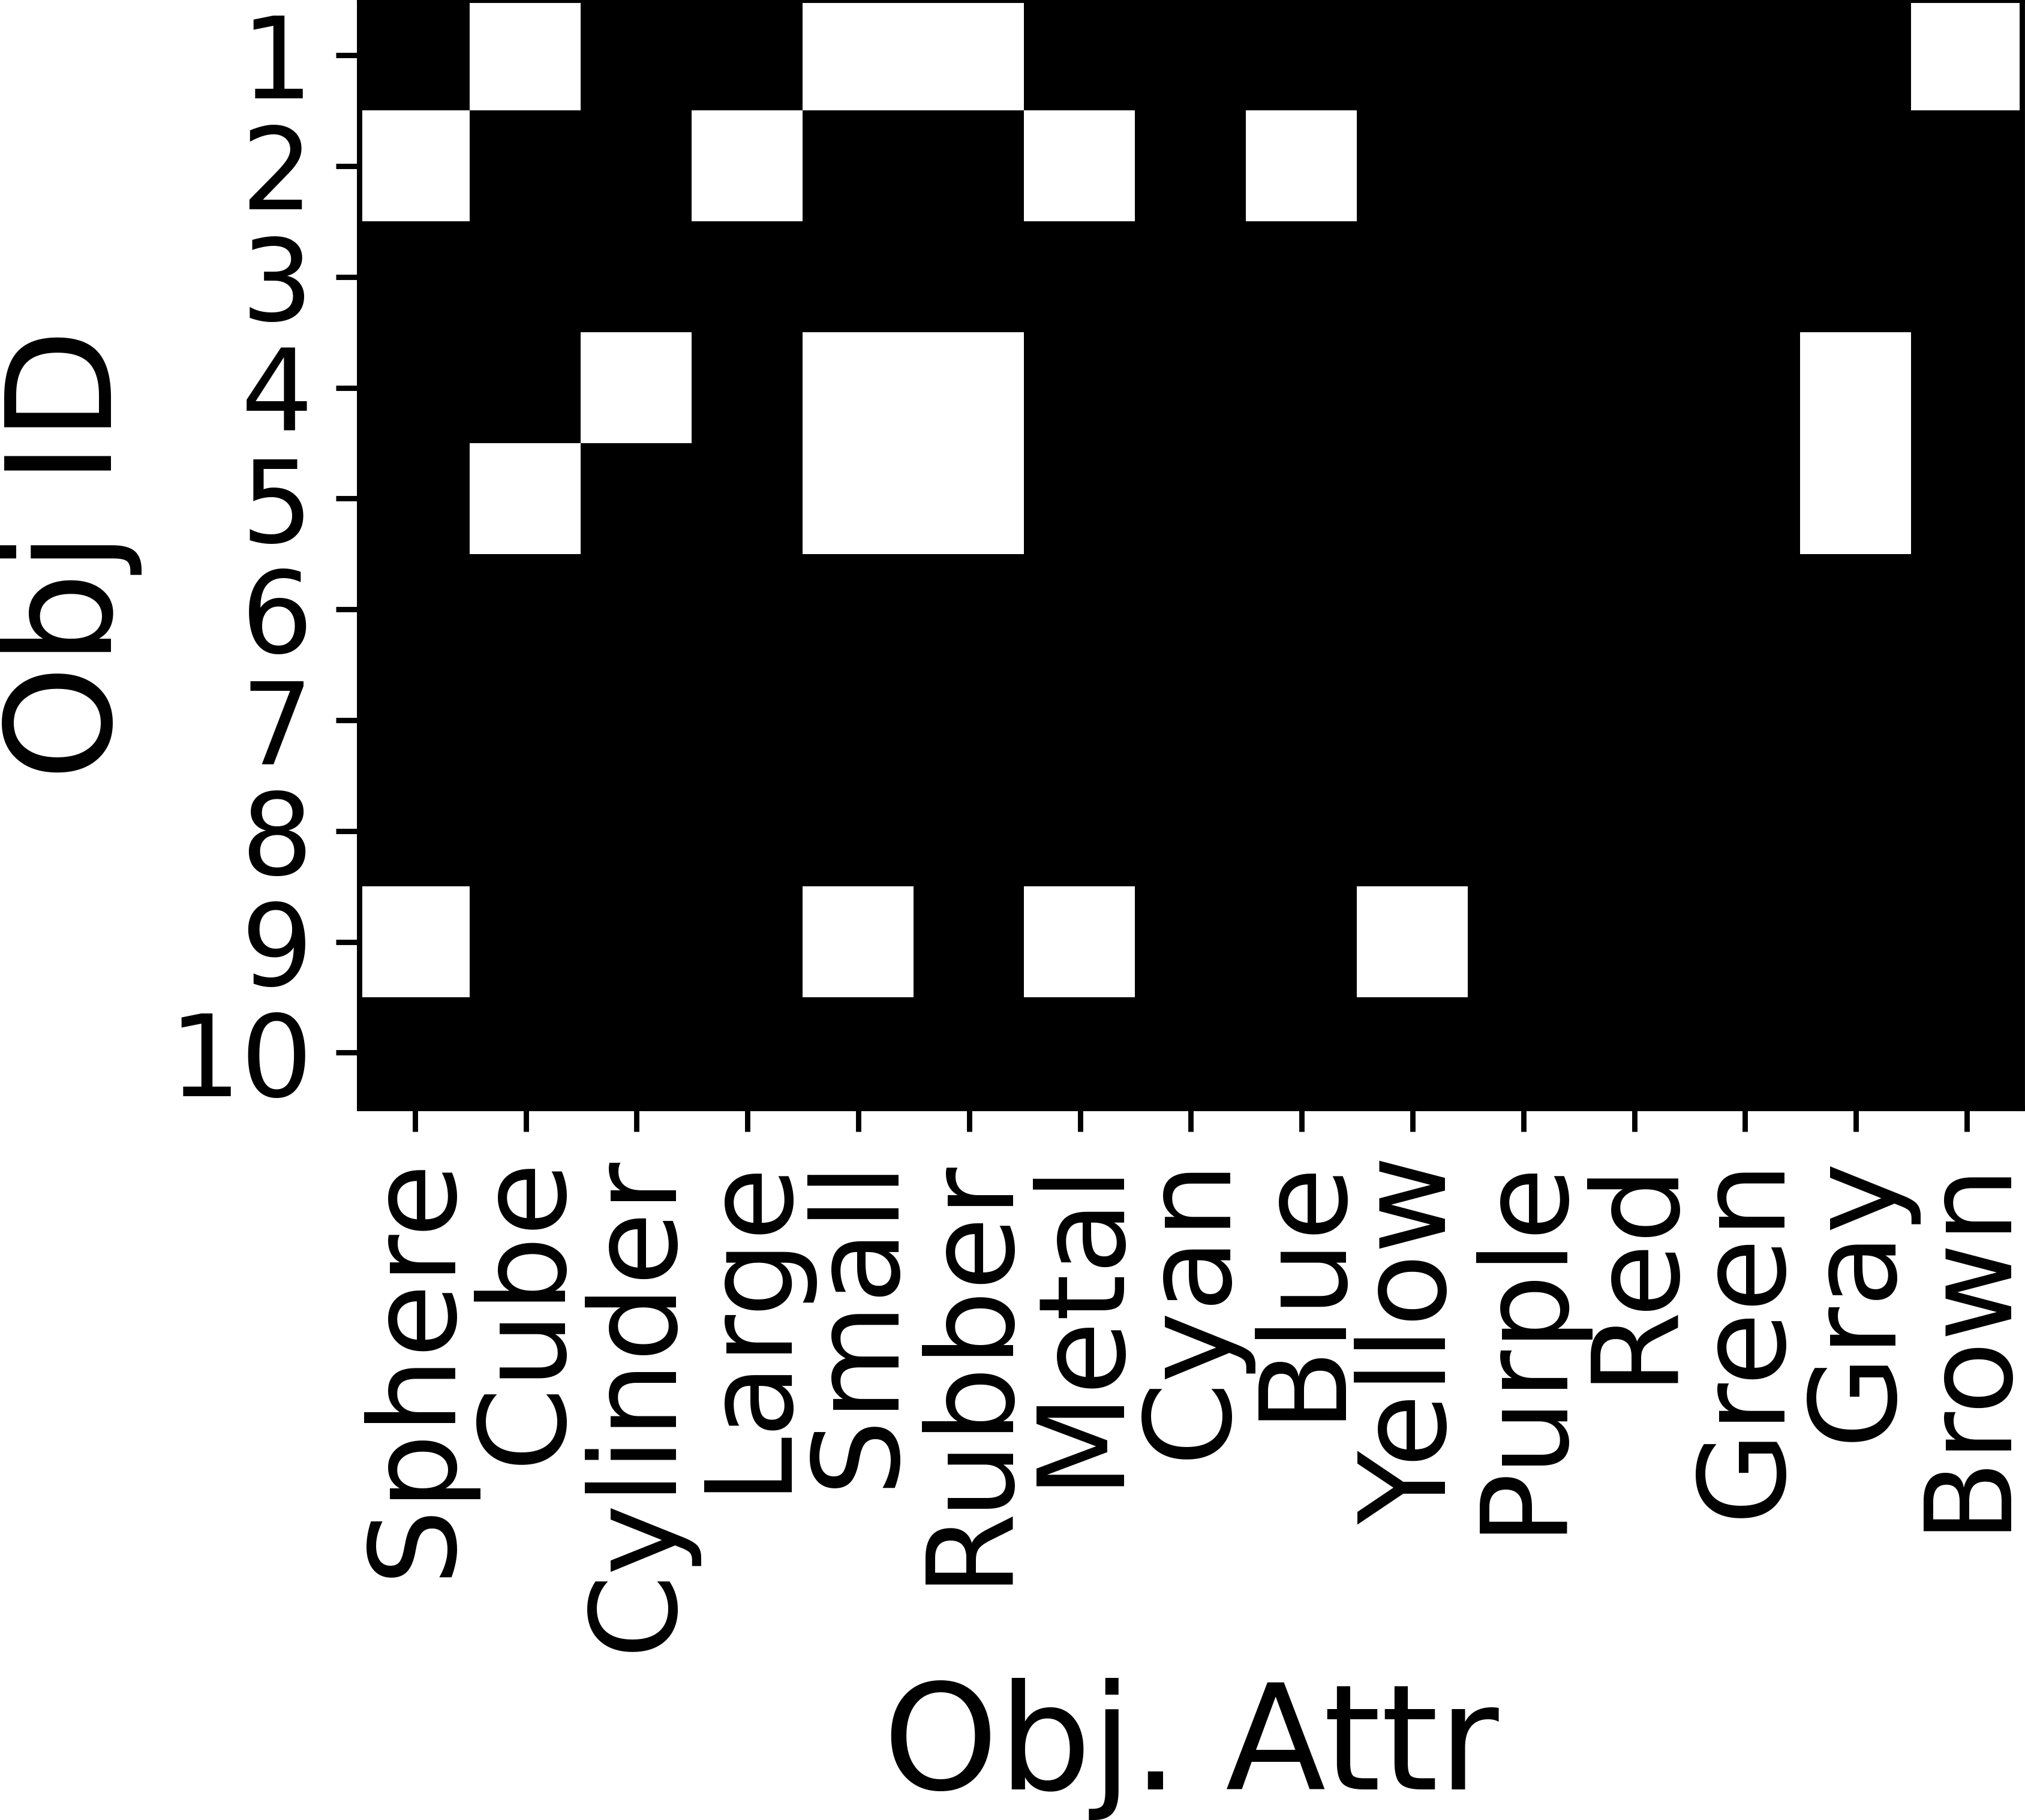 Obj ID
1
2
3
4
5
6
7
8
9
10
Sphere
Cube
Cylinder
Large
Small
Rubber
Metal
Cyan
Blue
Yellow
Purple
Red
Green
Gray
Brown
Obj. Attr